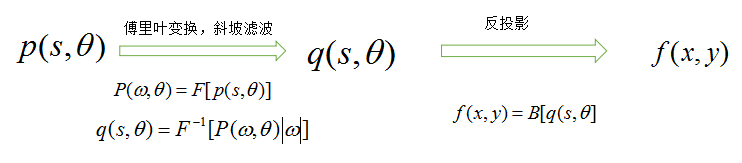 傅里叶变换，斜坡滤波
反投影
p(s,θ)
q(s,θ)
f(x,y)
P(ω,θ)=F[p(s,θ)]
q(s,θ)=F⁻¹[P(ω,θ)|ω|]
f(x,y)=B[q(s,θ]